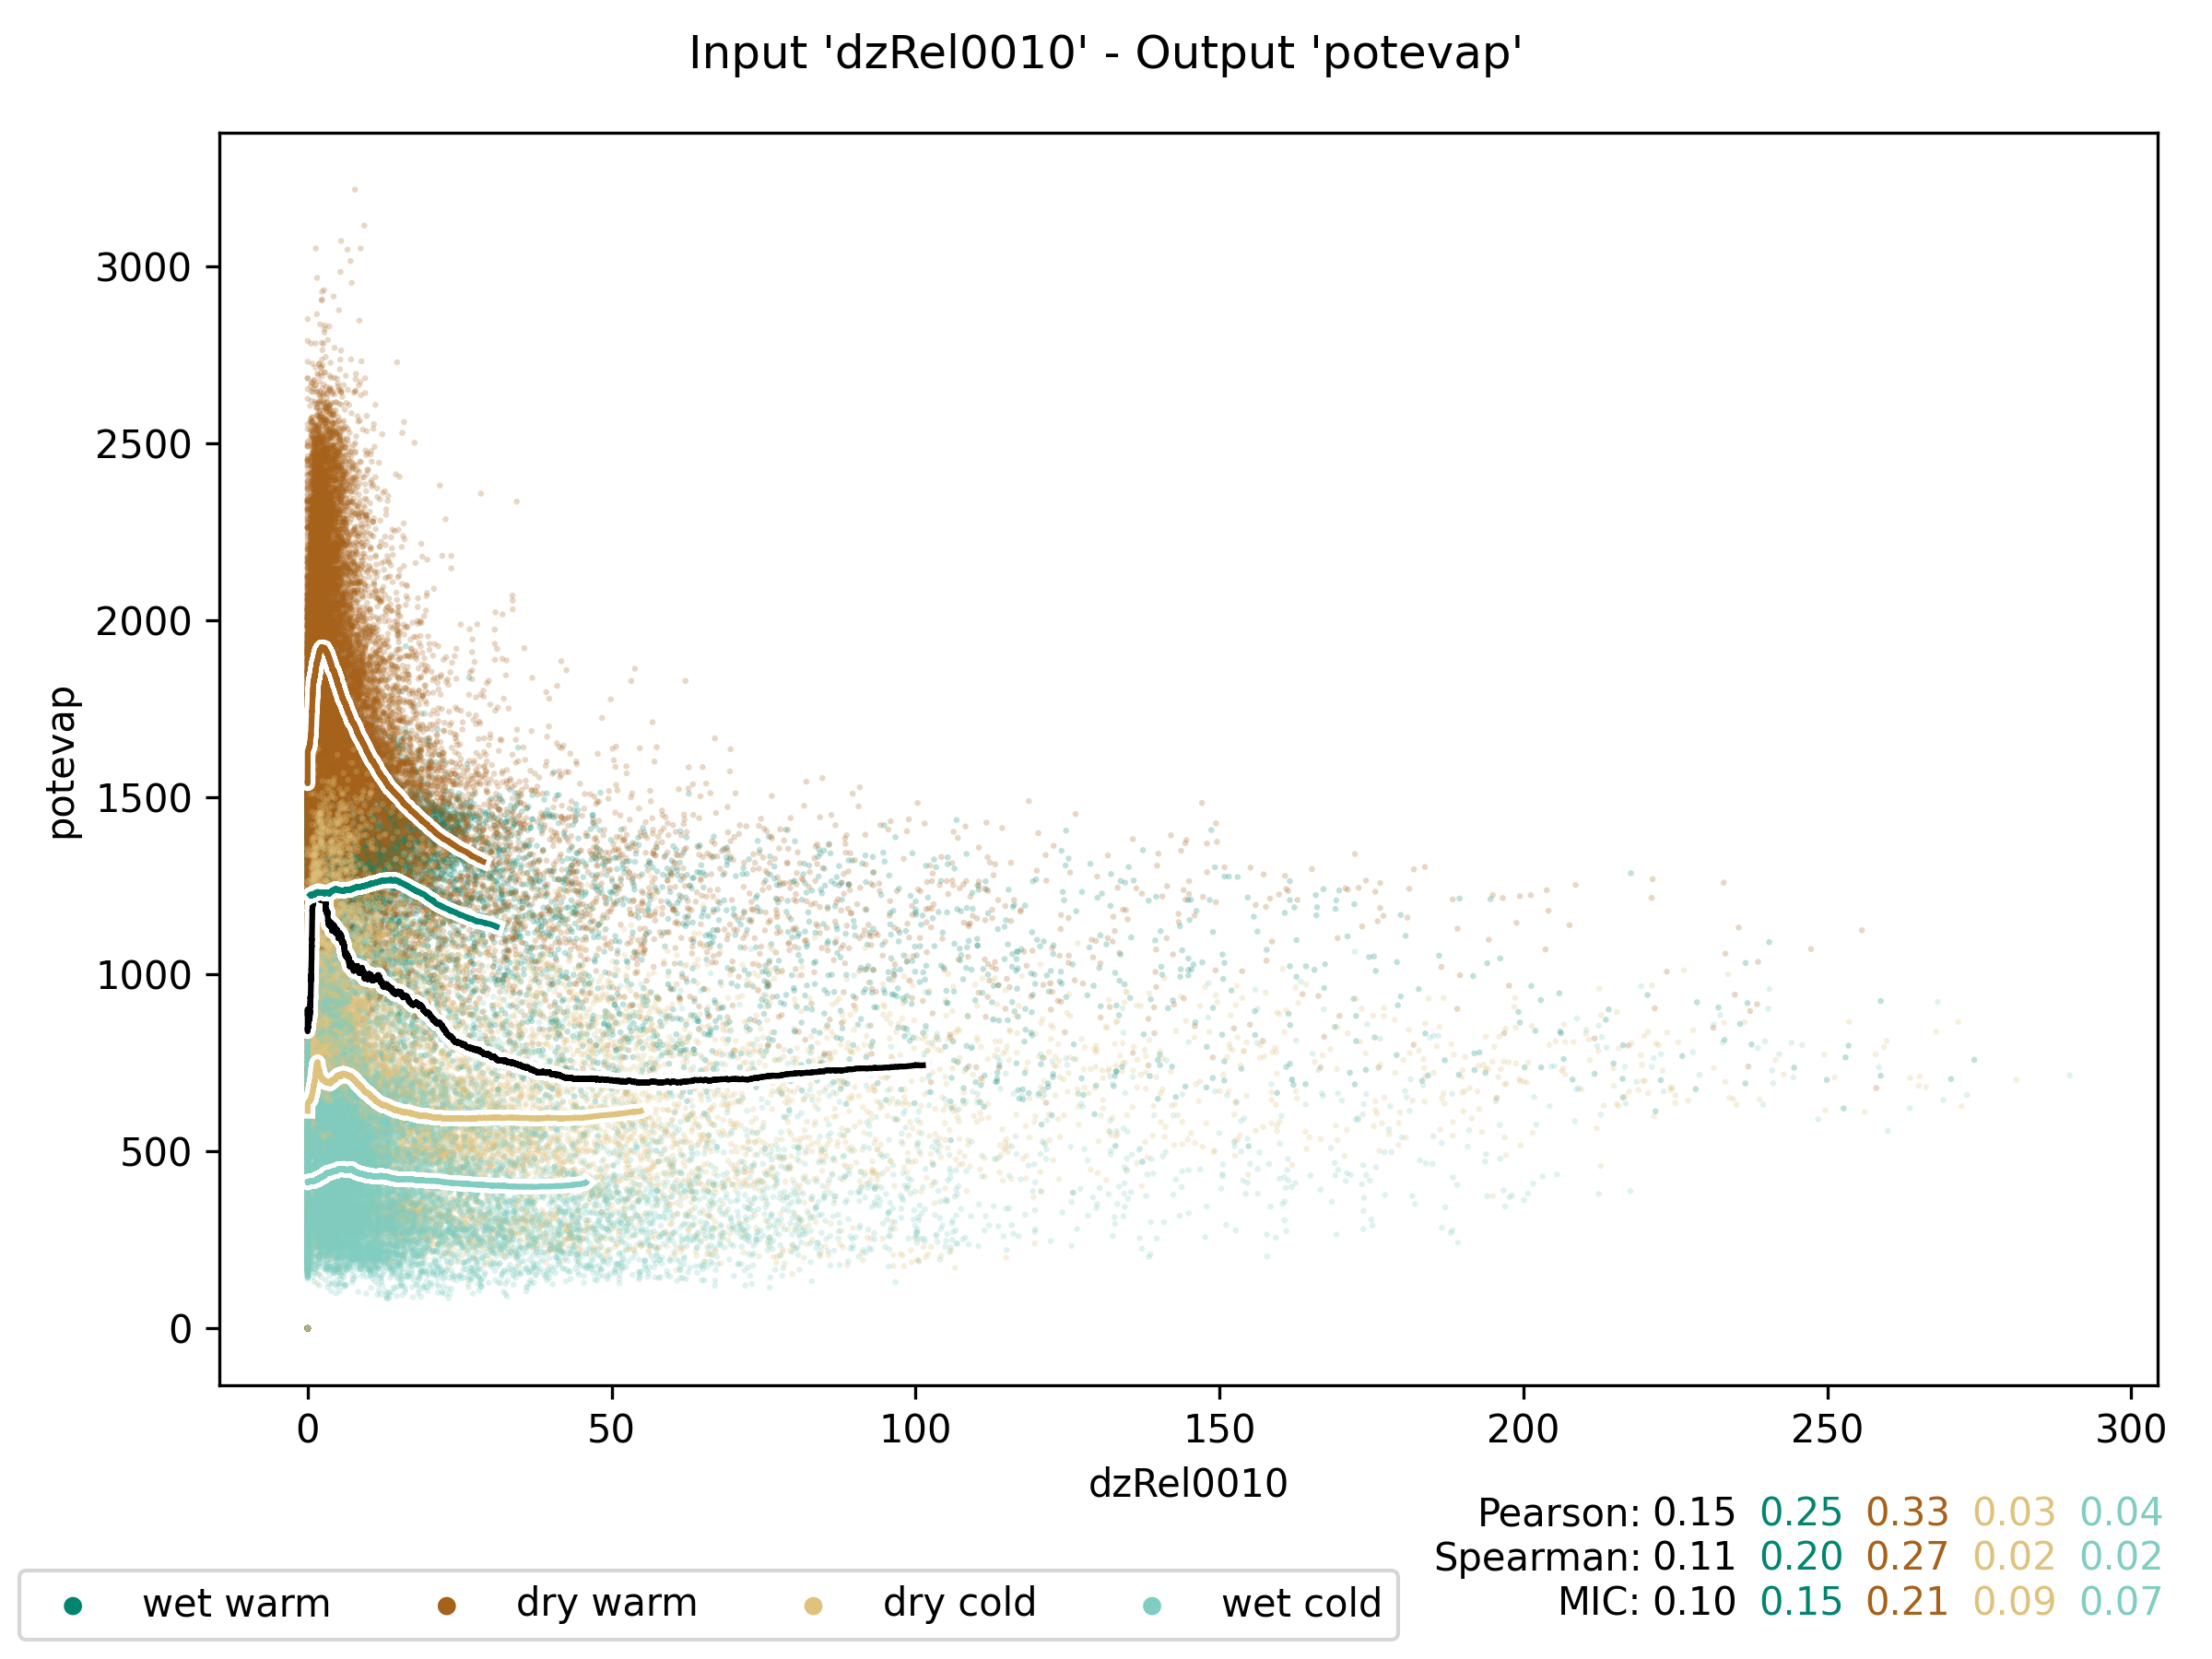 Input 'dzRel0010' - Output 'potevap'
3000
2500
2000
1500
1000
500
0
potevap
0 50 100 150 200 250 300
dzRel0010
Pearson: 0.15 0.25 0.33 0.03 0.04
Spearman: 0.11 0.20 0.27 0.02 0.02
MIC: 0.10 0.15 0.21 0.09 0.07
wet warm dry warm dry cold wet cold